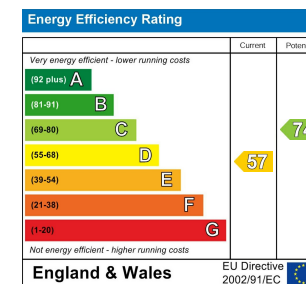 Energy Efficiency Rating
Current
Very energy efficient - lower running costs
(92 plus) A
(81-91) B
(69-80) C
(55-68) D
57
(39-54) E
(21-38) F
(1-20) G
Not energy efficient - higher running costs
England & Wales
EU Directive
2002/91/EC